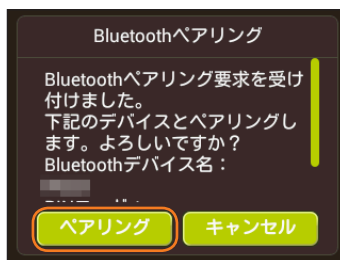 Bluetoothペアリング
Bluetoothペアリング要求を受け
付けました。
下記のデバイスとペアリングし
ます。よろしいですか？
Bluetoothデバイス名：
ペアリング
キャンセル